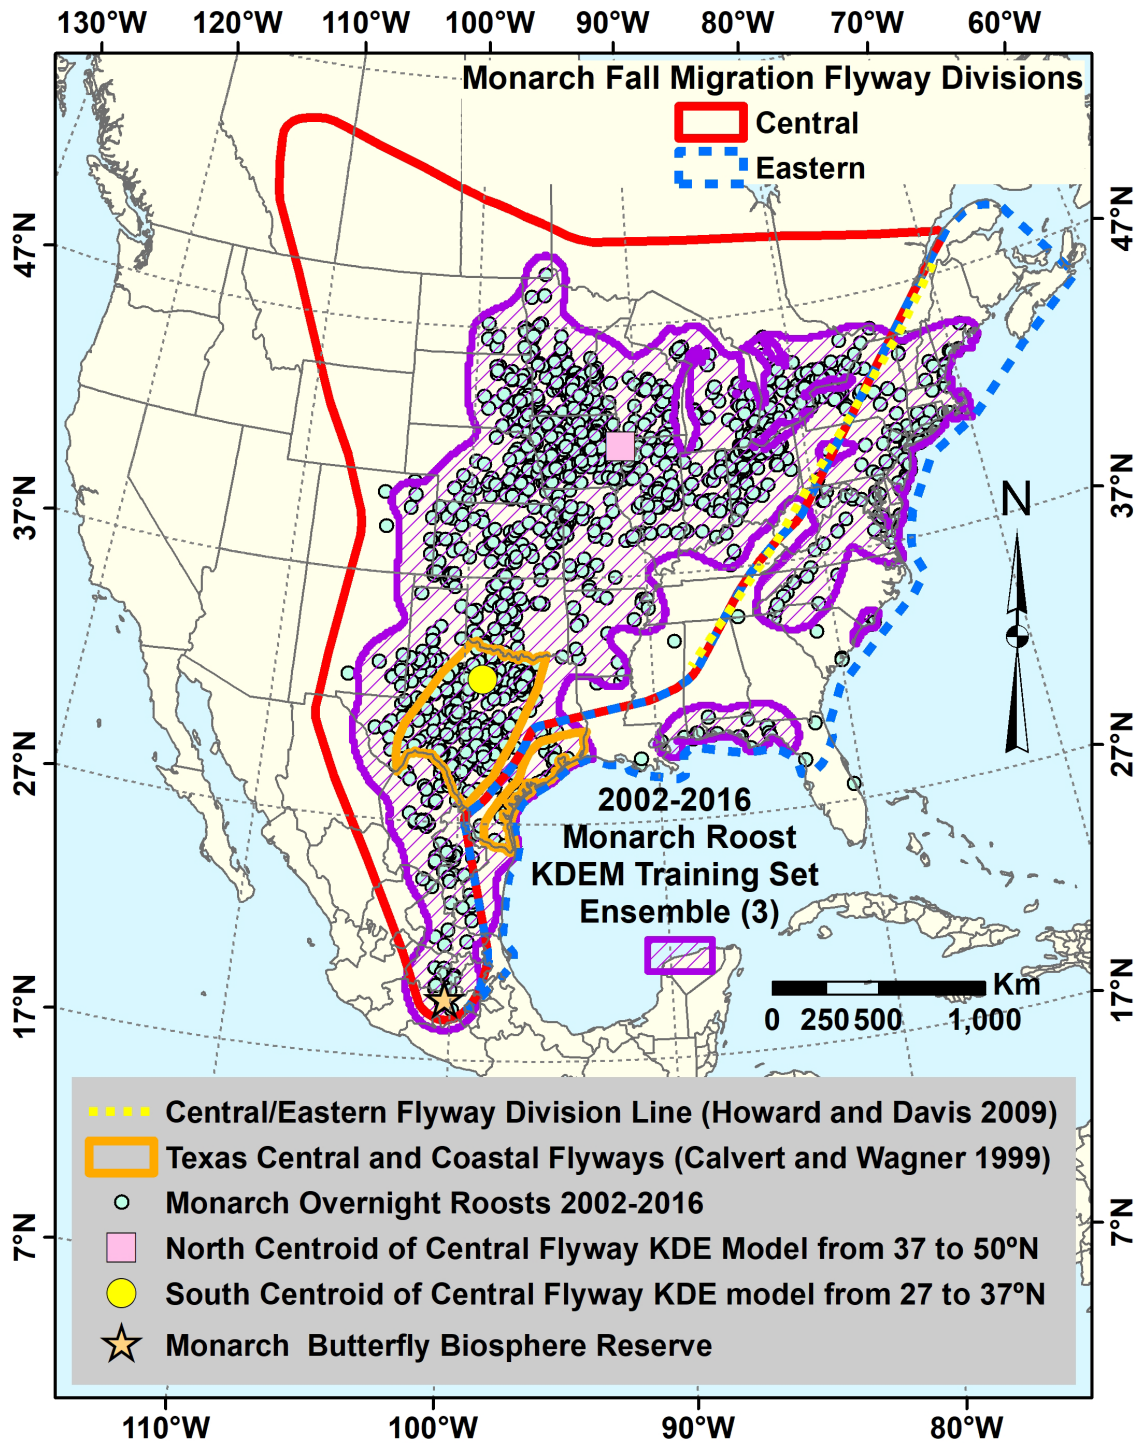 130°W 120°W 110°W 100°W 90°W 80°W 70°W 60°W
Monarch Fall Migration Flyway Divisions
Central
Eastern
47°N
47°N
37°N
37°N
N
27°N
27°N
2002-2016
Monarch Roost
KDEM Training Set
Ensemble (3)
Km
0 250 500 1,000
17°N
17°N
Central/Eastern Flyway Division Line (Howard and Davis 2009)
Texas Central and Coastal Flyways (Calvert and Wagner 1999)
Monarch Overnight Roosts 2002-2016
North Centroid of Central Flyway KDE Model from 37 to 50ºN
South Centroid of Central Flyway KDE model from 27 to 37ºN
Monarch Butterfly Biosphere Reserve
7°N
7°N
110°W 100°W 90°W 80°W